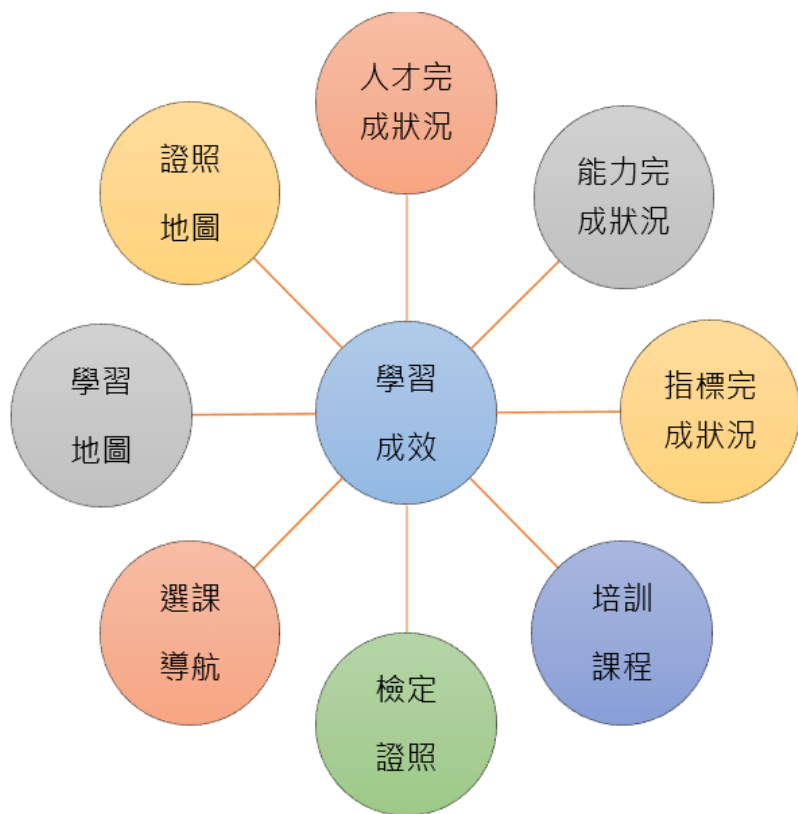 人才完
成狀況
能力完
成狀況
指標完
成狀況
培訓
課程
檢定
證照
選課
導航
學習
地圖
證照
地圖
學習
成效